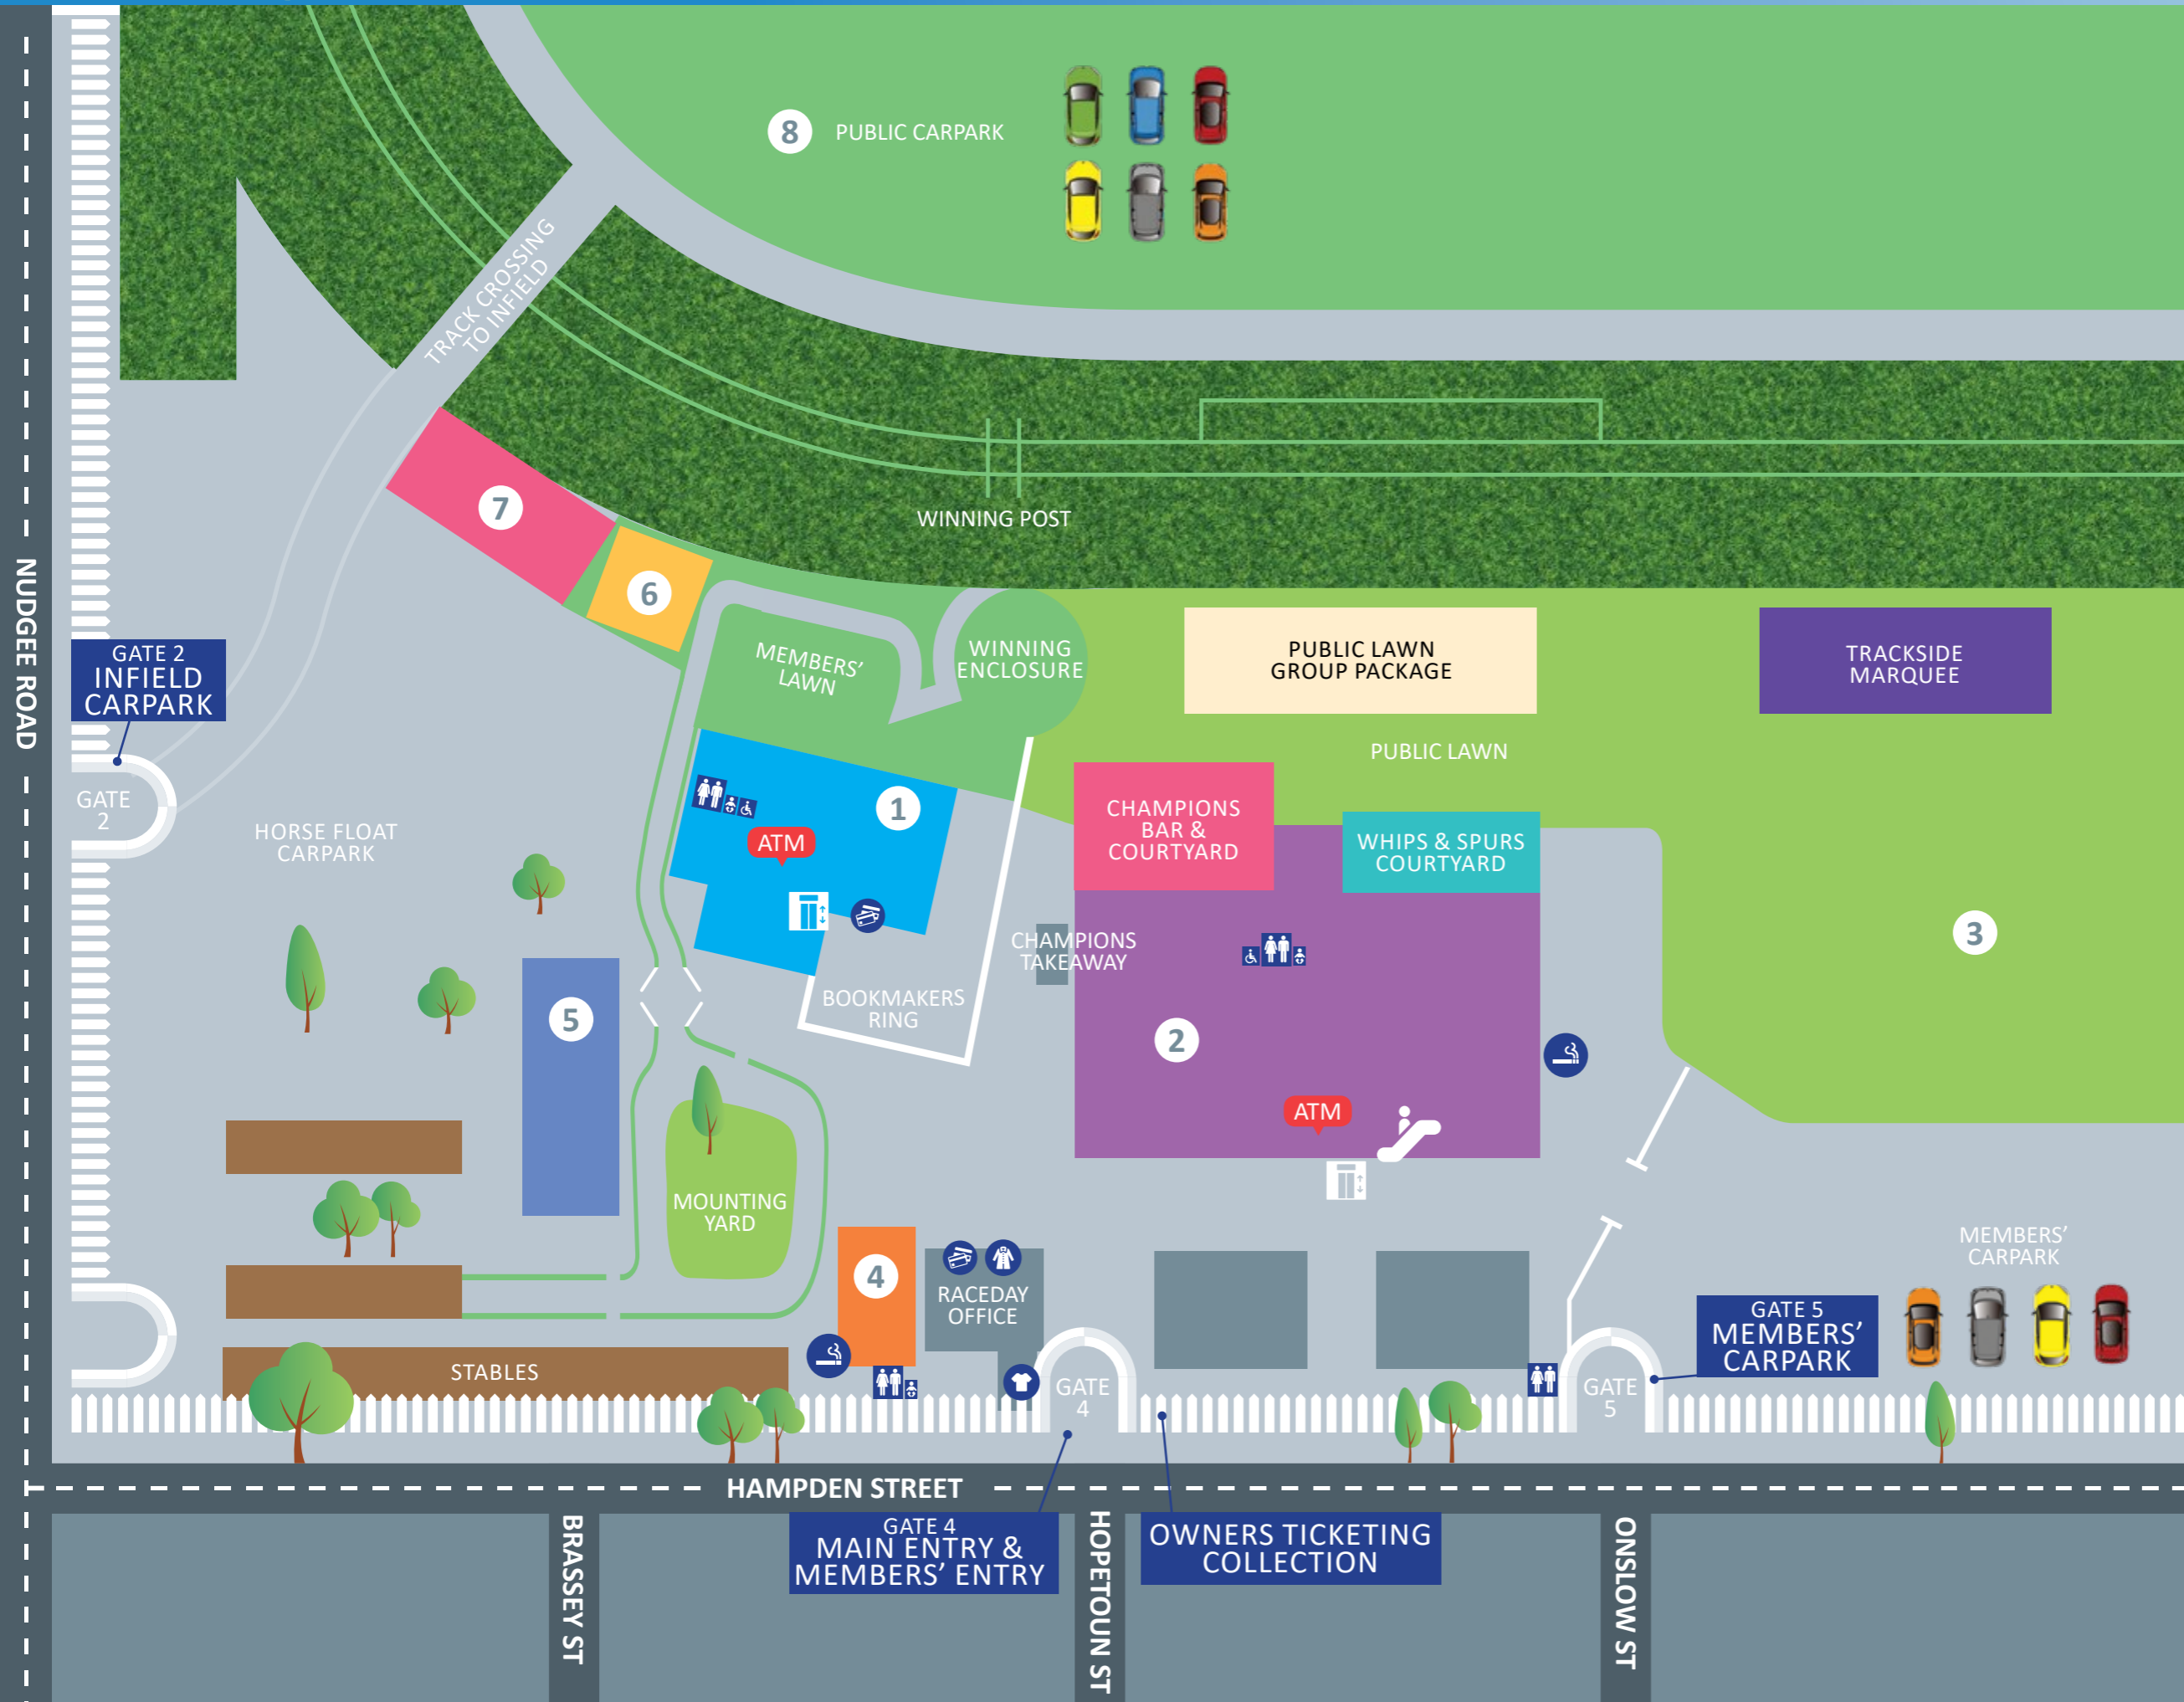 8
PUBLIC CARPARK
TRACK CROSSING
TO INFIELD
7
WINNING POST
6
NUDGEE ROAD
GATE 2
INFIELD
CARPARK
MEMBERS'
LAWN
WINNING
ENCLOSURE
PUBLIC LAWN
GROUP PACKAGE
TRACKSIDE
MARQUEE
PUBLIC LAWN
GATE
2
HORSE FLOAT
CARPARK
1
ATM
CHAMPIONS
BAR &
COURTYARD
WHIPS & SPURS
COURTYARD
3
CHAMPIONS
TAKEAWAY
BOOKMAKERS
RING
5
2
ATM
MOUNTING
YARD
MEMBERS'
CARPARK
4
RACEDAY
OFFICE
GATE 5
MEMBERS'
CARPARK
STABLES
GATE
4
GATE
5
HAMPDEN STREET
BRASSEY ST
GATE 4
MAIN ENTRY &
MEMBERS' ENTRY
HOPETOUN ST
OWNERS TICKETING
COLLECTION
ONSLOW ST